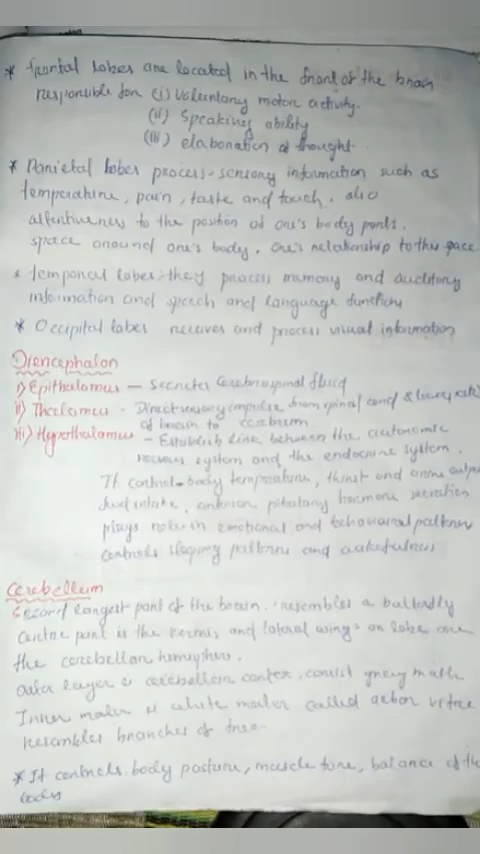 * Frontal lobes are located in the front of the brain
responsible for (i) voluentany motor activity.
(ii) Speaking ability
(iii) elaboration of thought
* Parietal lobes process - sensory information such as
temperature, pain, taste and touch. also
attentiveness to the position of one's body parts.
space around one's body. one's relationship to this pace
* temporal lobes :- they process memory and auditory
information and speech and language functions
* Occipital lobes receives and process visual information
Diencephalon
i) Epithalamus — Secretes Cerebrospinal fluid
ii) Thalamus - Direct sensory impulse from spinal cord & lower parts
of brain to cerebrum.
iii) Hypothalamus - Establish link between the autonomic
nervous system and the endocrine system.
It control body temperature, thirst and urine output
food intake, pituitary hormone secretion
plays role in emotional and behavioural patterns
controls sleeping patterns and wakefulness
Cerebellum
Second largest part of the brain. resembles a butterfly
centre part is the vermis and lateral wings or lobe are
the cerebellar hemisphere.
Outer layer is cerebellum cortex, consist grey matter
Inner matter is white matter called arbor vitae
resembles branches of tree.
* It controls body posture, muscle tone, balance of the
body